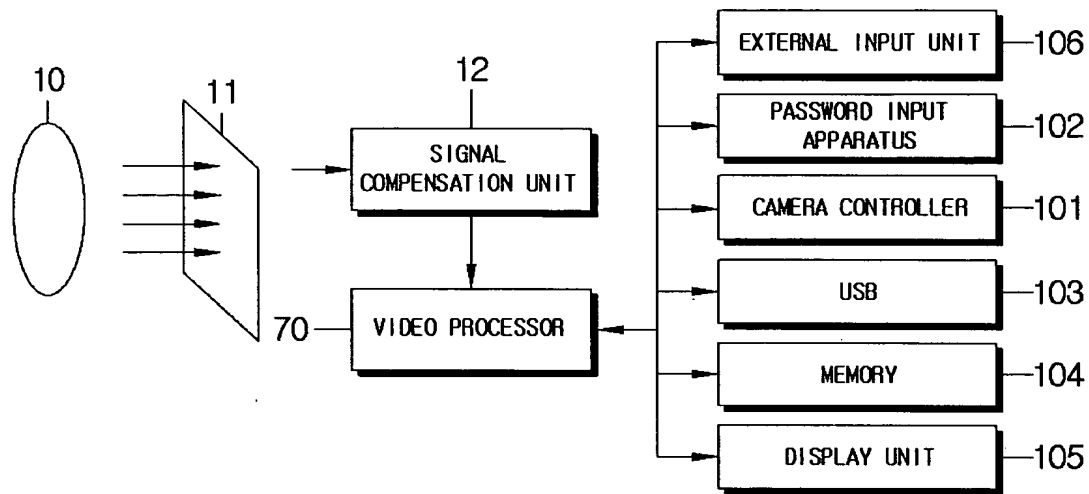 10
11
12
SIGNAL
COMPENSATION UNIT
70
VIDEO PROCESSOR
EXTERNAL INPUT UNIT
106
PASSWORD INPUT
APPARATUS
102
CAMERA CONTROLLER
101
USB
103
MEMORY
104
DISPLAY UNIT
105